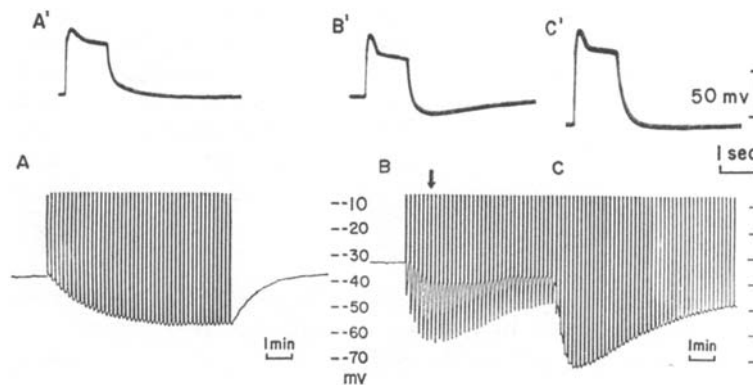 A'
B'
C'
50 mv
1 sec
A
B
C
--10
--20
--30
--40
--50
--60
--70
mv
1min
1min